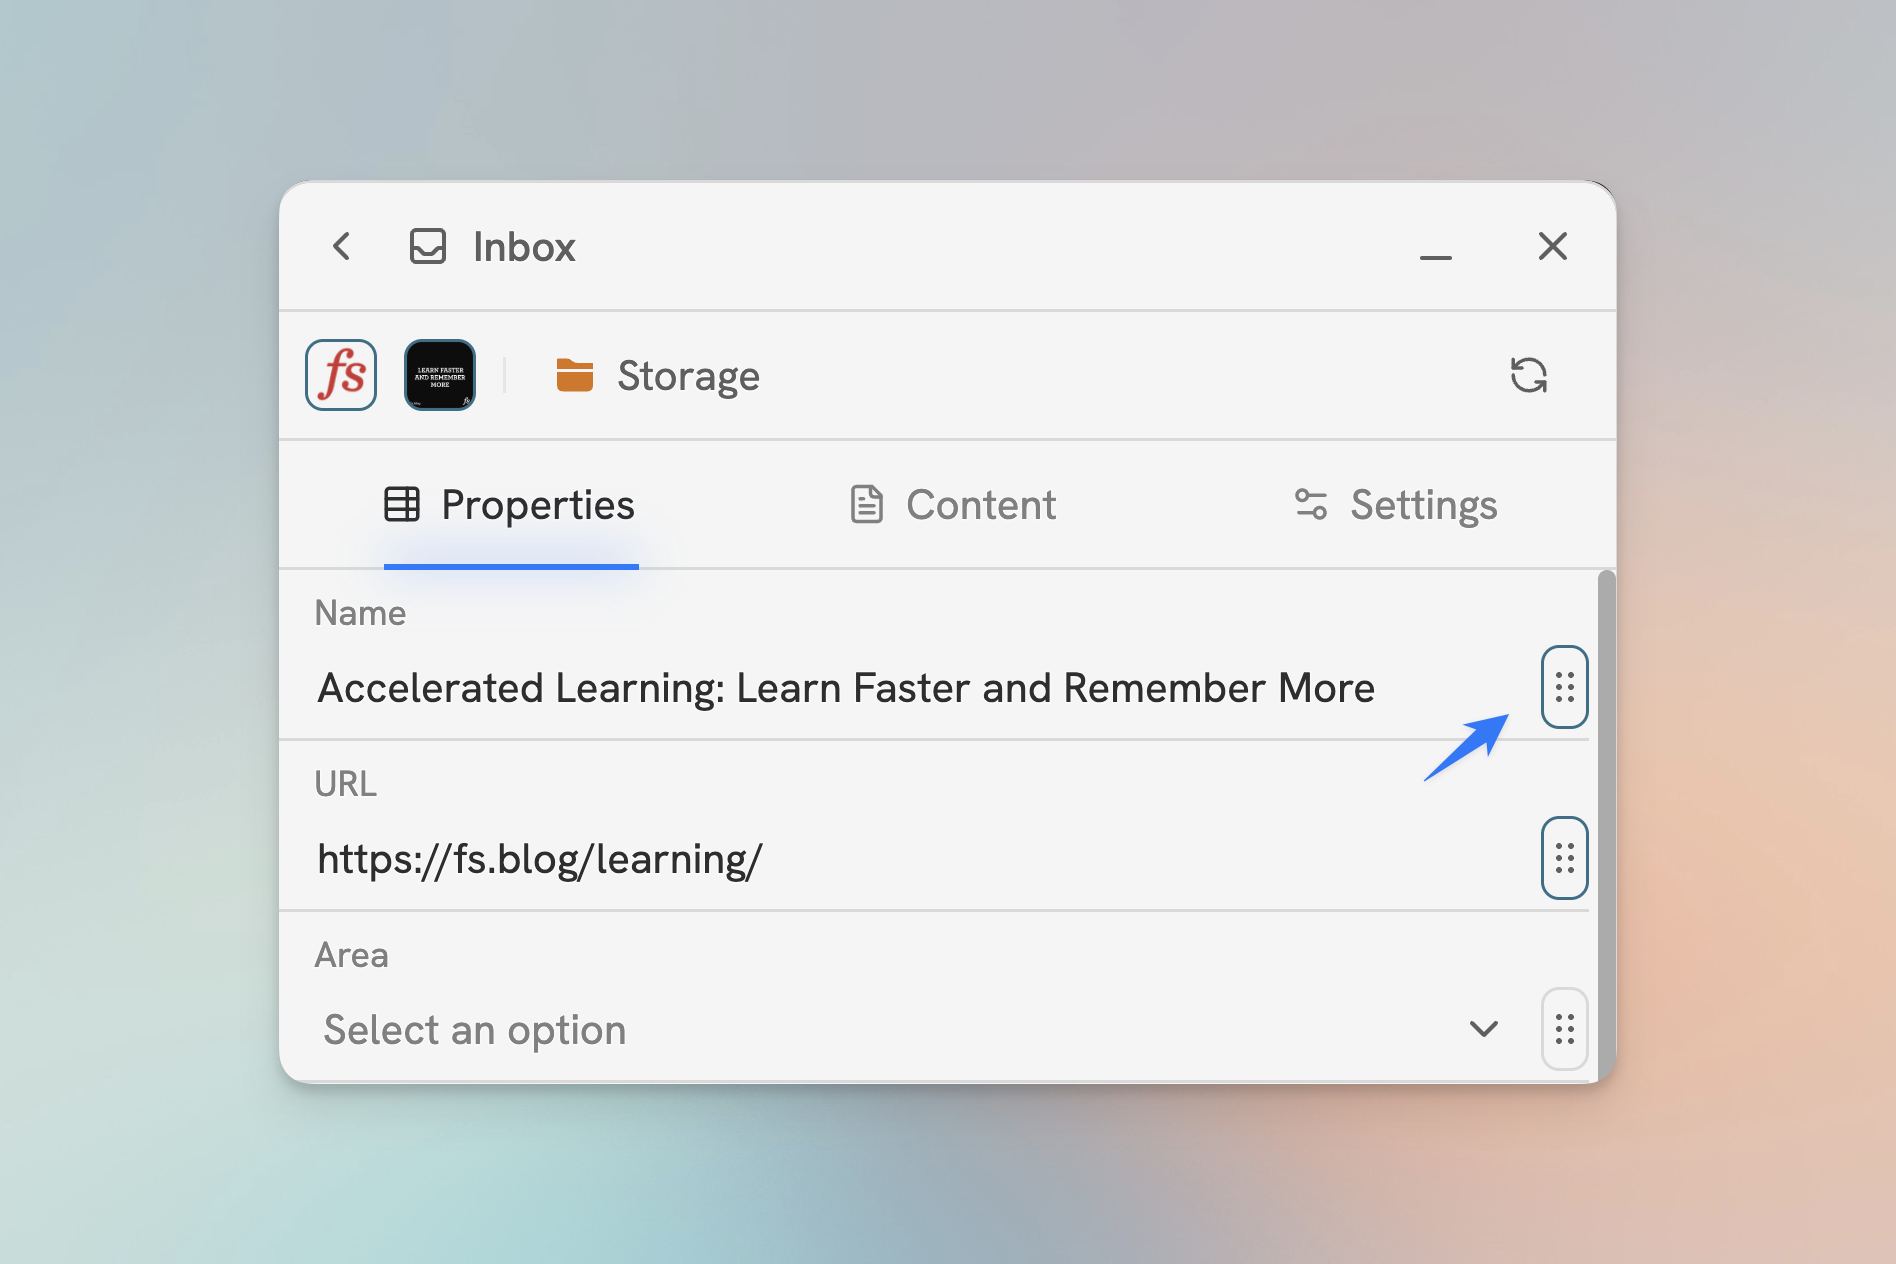 Inbox
fs
LEARN FASTER
AND REMEMBER
MORE
fs
Storage
Properties
Content
Settings
Name
Accelerated Learning: Learn Faster and Remember More
URL
https://fs.blog/learning/
Area
Select an option